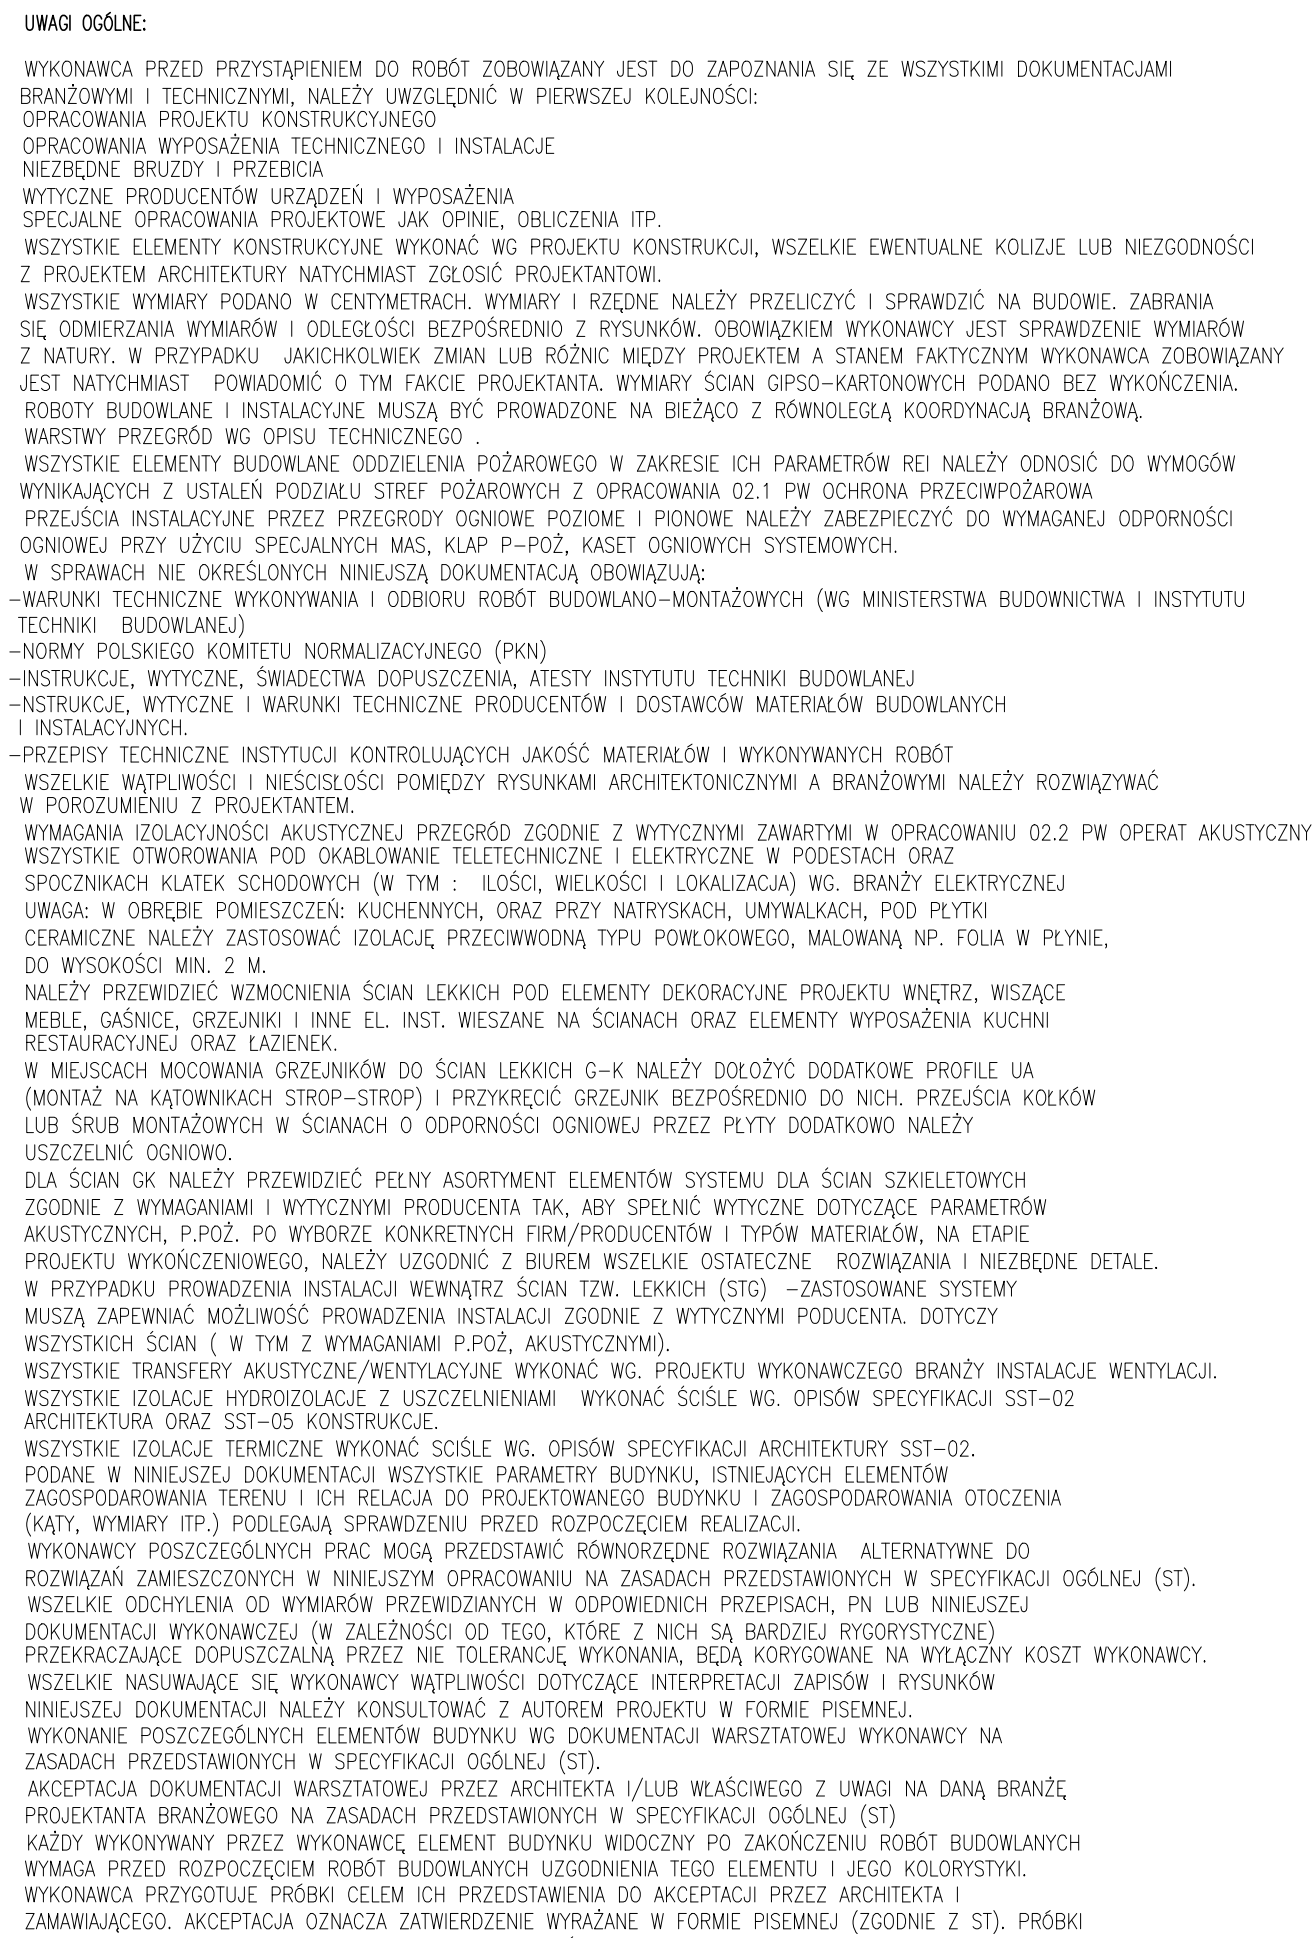 UWAGI OGÓLNE:
WYKONAWCA PRZED PRZYSTĄPIENIEM DO ROBÓT ZOBOWIĄZANY JEST DO ZAPOZNANIA SIĘ ZE WSZYSTKIMI DOKUMENTACJAMI
BRANŻOWYMI I TECHNICZNYMI, NALEŻY UWZGLĘDNIĆ W PIERWSZEJ KOLEJNOŚCI:
OPRACOWANIA PROJEKTU KONSTRUKCYJNEGO
OPRACOWANIA WYPOSAŻENIA TECHNICZNEGO I INSTALACJE
NIEZBĘDNE BRUZDY I PRZEBICIA
WYTYCZNE PRODUCENTÓW URZĄDZEŃ I WYPOSAŻENIA
SPECJALNE OPRACOWANIA PROJEKTOWE JAK OPINIE, OBLICZENIA ITP.
WSZYSTKIE ELEMENTY KONSTRUKCYJNE WYKONAĆ WG PROJEKTU KONSTRUKCJI, WSZELKIE EWENTUALNE KOLIZJE LUB NIEZGODNOŚCI
Z PROJEKTEM ARCHITEKTURY NATYCHMIAST ZGŁOSIĆ PROJEKTANTOWI.
WSZYSTKIE WYMIARY PODANO W CENTYMETRACH. WYMIARY I RZĘDNE NALEŻY PRZELICZYĆ I SPRAWDZIĆ NA BUDOWIE. ZABRANIA
SIĘ ODMIERZANIA WYMIARÓW I ODLEGŁOŚCI BEZPOŚREDNIO Z RYSUNKÓW. OBOWIĄZKIEM WYKONAWCY JEST SPRAWDZENIE WYMIARÓW
Z NATURY. W PRZYPADKU JAKICHKOLWIEK ZMIAN LUB RÓŻNIC MIĘDZY PROJEKTEM A STANEM FAKTYCZNYM WYKONAWCA ZOBOWIĄZANY
JEST NATYCHMIAST POWIADOMIĆ O TYM FAKCIE PROJEKTANTA. WYMIARY ŚCIAN GIPSO-KARTONOWYCH PODANO BEZ WYKOŃCZENIA.
ROBOTY BUDOWLANE I INSTALACYJNE MUSZĄ BYĆ PROWADZONE NA BIEŻĄCO Z RÓWNOLEGŁĄ KOORDYNACJĄ BRANŻOWĄ.
WARSTWY PRZEGRÓD WG OPISU TECHNICZNEGO .
WSZYSTKIE ELEMENTY BUDOWLANE ODDZIELENIA POŻAROWEGO W ZAKRESIE ICH PARAMETRÓW REI NALEŻY ODNOSIĆ DO WYMOGÓW
WYNIKAJĄCYCH Z USTALEŃ PODZIAŁU STREF POŻAROWYCH Z OPRACOWANIA 02.1 PW OCHRONA PRZECIWPOŻAROWA
PRZEJŚCIA INSTALACYJNE PRZEZ PRZEGRODY OGNIOWE POZIOME I PIONOWE NALEŻY ZABEZPIECZYĆ DO WYMAGANEJ ODPORNOŚCI
OGNIOWEJ PRZY UŻYCIU SPECJALNYCH MAS, KLAP P-POŻ, KASET OGNIOWYCH SYSTEMOWYCH.
W SPRAWACH NIE OKREŚLONYCH NINIEJSZĄ DOKUMENTACJĄ OBOWIĄZUJĄ:
-WARUNKI TECHNICZNE WYKONYWANIA I ODBIORU ROBÓT BUDOWLANO-MONTAŻOWYCH (WG MINISTERSTWA BUDOWNICTWA I INSTYTUTU
TECHNIKI BUDOWLANEJ)
-NORMY POLSKIEGO KOMITETU NORMALIZACYJNEGO (PKN)
-INSTRUKCJE, WYTYCZNE, ŚWIADECTWA DOPUSZCZENIA, ATESTY INSTYTUTU TECHNIKI BUDOWLANEJ
-NSTRUKCJE, WYTYCZNE I WARUNKI TECHNICZNE PRODUCENTÓW I DOSTAWCÓW MATERIAŁÓW BUDOWLANYCH
I INSTALACYJNYCH.
-PRZEPISY TECHNICZNE INSTYTUCJI KONTROLUJĄCYCH JAKOŚĆ MATERIAŁÓW I WYKONYWANYCH ROBÓT
WSZELKIE WĄTPLIWOŚCI I NIEŚCISŁOŚCI POMIĘDZY RYSUNKAMI ARCHITEKTONICZNYMI A BRANŻOWYMI NALEŻY ROZWIĄZYWAĆ
W POROZUMIENIU Z PROJEKTANTEM.
WYMAGANIA IZOLACYJNOŚCI AKUSTYCZNEJ PRZEGRÓD ZGODNIE Z WYTYCZNYMI ZAWARTYMI W OPRACOWANIU 02.2 PW OPERAT AKUSTYCZNY
WSZYSTKIE OTWOROWANIA POD OKABLOWANIE TELETECHNICZNE I ELEKTRYCZNE W PODESTACH ORAZ
SPOCZNIKACH KLATEK SCHODOWYCH (W TYM : ILOŚCI, WIELKOŚCI I LOKALIZACJA) WG. BRANŻY ELEKTRYCZNEJ
UWAGA: W OBRĘBIE POMIESZCZEŃ: KUCHENNYCH, ORAZ PRZY NATRYSKACH, UMYWALKACH, POD PŁYTKI
CERAMICZNE NALEŻY ZASTOSOWAĆ IZOLACJĘ PRZECIWWODNĄ TYPU POWŁOKOWEGO, MALOWANĄ NP. FOLIA W PŁYNIE,
DO WYSOKOŚCI MIN. 2 M.
NALEŻY PRZEWIDZIEĆ WZMOCNIENIA ŚCIAN LEKKICH POD ELEMENTY DEKORACYJNE PROJEKTU WNĘTRZ, WISZĄCE
MEBLE, GAŚNICE, GRZEJNIKI I INNE EL. INST. WIESZANE NA ŚCIANACH ORAZ ELEMENTY WYPOSAŻENIA KUCHNI
RESTAURACYJNEJ ORAZ ŁAZIENEK.
W MIEJSCACH MOCOWANIA GRZEJNIKÓW DO ŚCIAN LEKKICH G-K NALEŻY DOŁOŻYĆ DODATKOWE PROFILE UA
(MONTAŻ NA KĄTOWNIKACH STROP-STROP) I PRZYKRĘCIĆ GRZEJNIK BEZPOŚREDNIO DO NICH. PRZEJŚCIA KOŁKÓW
LUB ŚRUB MONTAŻOWYCH W ŚCIANACH O ODPORNOŚCI OGNIOWEJ PRZEZ PŁYTY DODATKOWO NALEŻY
USZCZELNIĆ OGNIOWO.
DLA ŚCIAN GK NALEŻY PRZEWIDZIEĆ PEŁNY ASORTYMENT ELEMENTÓW SYSTEMU DLA ŚCIAN SZKIELETOWYCH
ZGODNIE Z WYMAGANIAMI I WYTYCZNYMI PRODUCENTA TAK, ABY SPEŁNIĆ WYTYCZNE DOTYCZĄCE PARAMETRÓW
AKUSTYCZNYCH, P.POŻ. PO WYBORZE KONKRETNYCH FIRM/PRODUCENTÓW I TYPÓW MATERIAŁÓW, NA ETAPIE
PROJEKTU WYKOŃCZENIOWEGO, NALEŻY UZGODNIĆ Z BIUREM WSZELKIE OSTATECZNE ROZWIĄZANIA I NIEZBĘDNE DETALE.
W PRZYPADKU PROWADZENIA INSTALACJI WEWNĄTRZ ŚCIAN TZW. LEKKICH (STG) -ZASTOSOWANE SYSTEMY
MUSZĄ ZAPEWNIAĆ MOŻLIWOŚĆ PROWADZENIA INSTALACJI ZGODNIE Z WYTYCZNYMI PODUCENTA. DOTYCZY
WSZYSTKICH ŚCIAN ( W TYM Z WYMAGANIAMI P.POŻ, AKUSTYCZNYMI).
WSZYSTKIE TRANSFERY AKUSTYCZNE/WENTYLACYJNE WYKONAĆ WG. PROJEKTU WYKONAWCZEGO BRANŻY INSTALACJE WENTYLACJI.
WSZYSTKIE IZOLACJE HYDROIZOLACJE Z USZCZELNIENIAMI WYKONAĆ ŚCIŚLE WG. OPISÓW SPECYFIKACJI SST-02
ARCHITEKTURA ORAZ SST-05 KONSTRUKCJE.
WSZYSTKIE IZOLACJE TERMICZNE WYKONAĆ SCIŚLE WG. OPISÓW SPECYFIKACJI ARCHITEKTURY SST-02.
PODANE W NINIEJSZEJ DOKUMENTACJI WSZYSTKIE PARAMETRY BUDYNKU, ISTNIEJĄCYCH ELEMENTÓW
ZAGOSPODAROWANIA TERENU I ICH RELACJA DO PROJEKTOWANEGO BUDYNKU I ZAGOSPODAROWANIA OTOCZENIA
(KĄTY, WYMIARY ITP.) PODLEGAJĄ SPRAWDZENIU PRZED ROZPOCZĘCIEM REALIZACJI.
WYKONAWCY POSZCZEGÓLNYCH PRAC MOGĄ PRZEDSTAWIĆ RÓWNORZĘDNE ROZWIĄZANIA ALTERNATYWNE DO
ROZWIĄZAŃ ZAMIESZCZONYCH W NINIEJSZYM OPRACOWANIU NA ZASADACH PRZEDSTAWIONYCH W SPECYFIKACJI OGÓLNEJ (ST).
WSZELKIE ODCHYLENIA OD WYMIARÓW PRZEWIDZIANYCH W ODPOWIEDNICH PRZEPISACH, PN LUB NINIEJSZEJ
DOKUMENTACJI WYKONAWCZEJ (W ZALEŻNOŚCI OD TEGO, KTÓRE Z NICH SĄ BARDZIEJ RYGORYSTYCZNE)
PRZEKRACZAJĄCE DOPUSZCZALNĄ PRZEZ NIE TOLERANCJĘ WYKONANIA, BĘDĄ KORYGOWANE NA WYŁĄCZNY KOSZT WYKONAWCY.
WSZELKIE NASUWAJĄCE SIĘ WYKONAWCY WĄTPLIWOŚCI DOTYCZĄCE INTERPRETACJI ZAPISÓW I RYSUNKÓW
NINIEJSZEJ DOKUMENTACJI NALEŻY KONSULTOWAĆ Z AUTOREM PROJEKTU W FORMIE PISEMNEJ.
WYKONANIE POSZCZEGÓLNYCH ELEMENTÓW BUDYNKU WG DOKUMENTACJI WARSZTATOWEJ WYKONAWCY NA
ZASADACH PRZEDSTAWIONYCH W SPECYFIKACJI OGÓLNEJ (ST).
AKCEPTACJA DOKUMENTACJI WARSZTATOWEJ PRZEZ ARCHITEKTA I/LUB WŁAŚCIWEGO Z UWAGI NA DANĄ BRANŻĘ
PROJEKTANTA BRANŻOWEGO NA ZASADACH PRZEDSTAWIONYCH W SPECYFIKACJI OGÓLNEJ (ST)
KAŻDY WYKONYWANY PRZEZ WYKONAWCĘ ELEMENT BUDYNKU WIDOCZNY PO ZAKOŃCZENIU ROBÓT BUDOWLANYCH
WYMAGA PRZED ROZPOCZĘCIEM ROBÓT BUDOWLANYCH UZGODNIENIA TEGO ELEMENTU I JEGO KOLORYSTYKI.
WYKONAWCA PRZYGOTUJE PRÓBKI CELEM ICH PRZEDSTAWIENIA DO AKCEPTACJI PRZEZ ARCHITEKTA I
ZAMAWIAJĄCEGO. AKCEPTACJA OZNACZA ZATWIERDZENIE WYRAŻANE W FORMIE PISEMNEJ (ZGODNIE Z ST). PRÓBKI